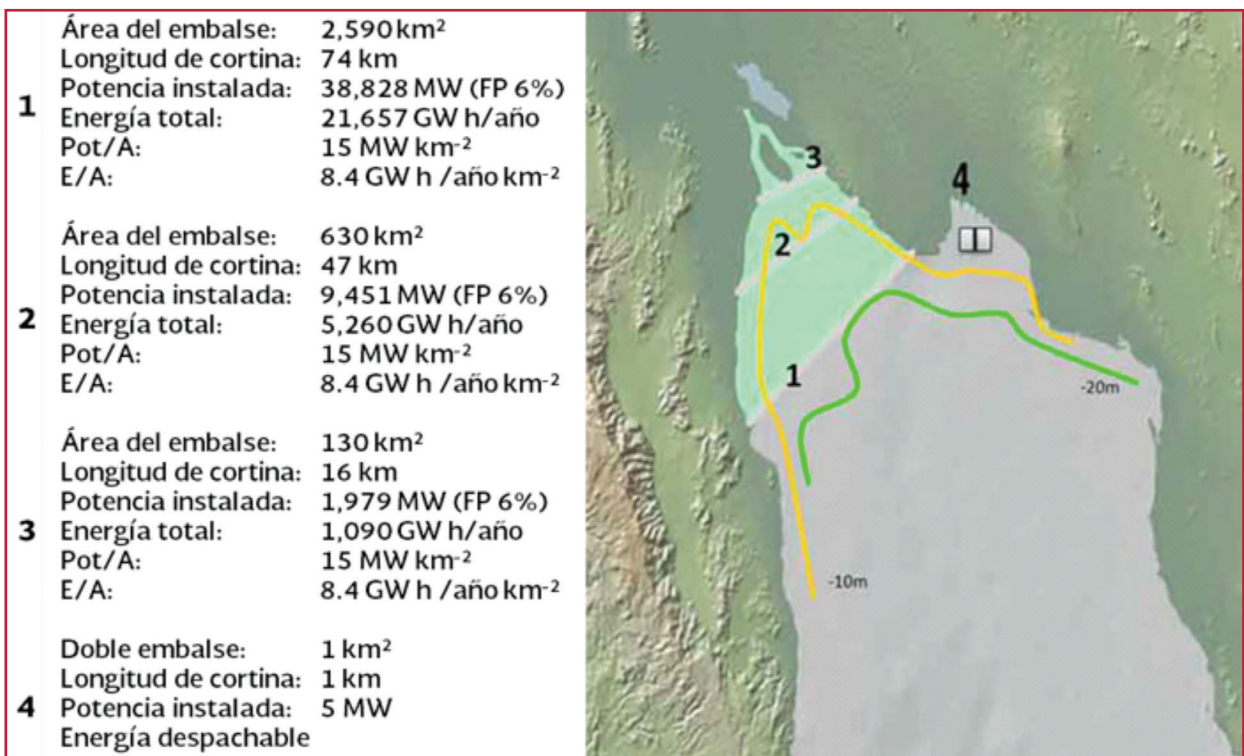 Área del embalse: 2,590 km²
Longitud de cortina: 74 km
1 Potencia instalada: 38,828 MW (FP 6%)
Energía total: 21,657 GW h/año
Pot/A: 15 MW km-²
E/A: 8.4 GW h /año km-²
Área del embalse: 630 km²
Longitud de cortina: 47 km
2 Potencia instalada: 9,451 MW (FP 6%)
Energía total: 5,260 GW h/año
Pot/A: 15 MW km-²
E/A: 8.4 GW h /año km-²
Área del embalse: 130 km²
Longitud de cortina: 16 km
Potencia instalada: 1,979 MW (FP 6%)
3 Energía total: 1,090 GW h/año
Pot/A: 15 MW km-²
E/A: 8.4 GW h /año km-²
Doble embalse: 1 km²
Longitud de cortina: 1 km
4 Potencia instalada: 5 MW
Energía despachable
3
4
2
1
-20m
-10m